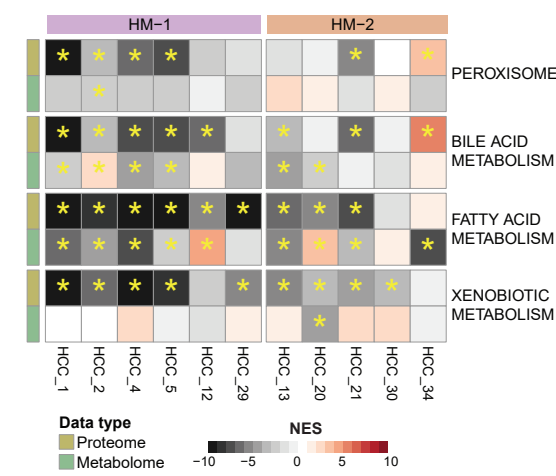 HM−1 HM−2
PEROXISOME
BILE ACID
METABOLISM
FATTY ACID
METABOLISM
XENOBIOTIC
METABOLISM
HCC_1 HCC_2 HCC_4 HCC_5 HCC_12 HCC_29 HCC_13 HCC_20 HCC_21 HCC_30 HCC_34
Data type
Proteome
Metabolome
NES
−10 −5 0 5 10